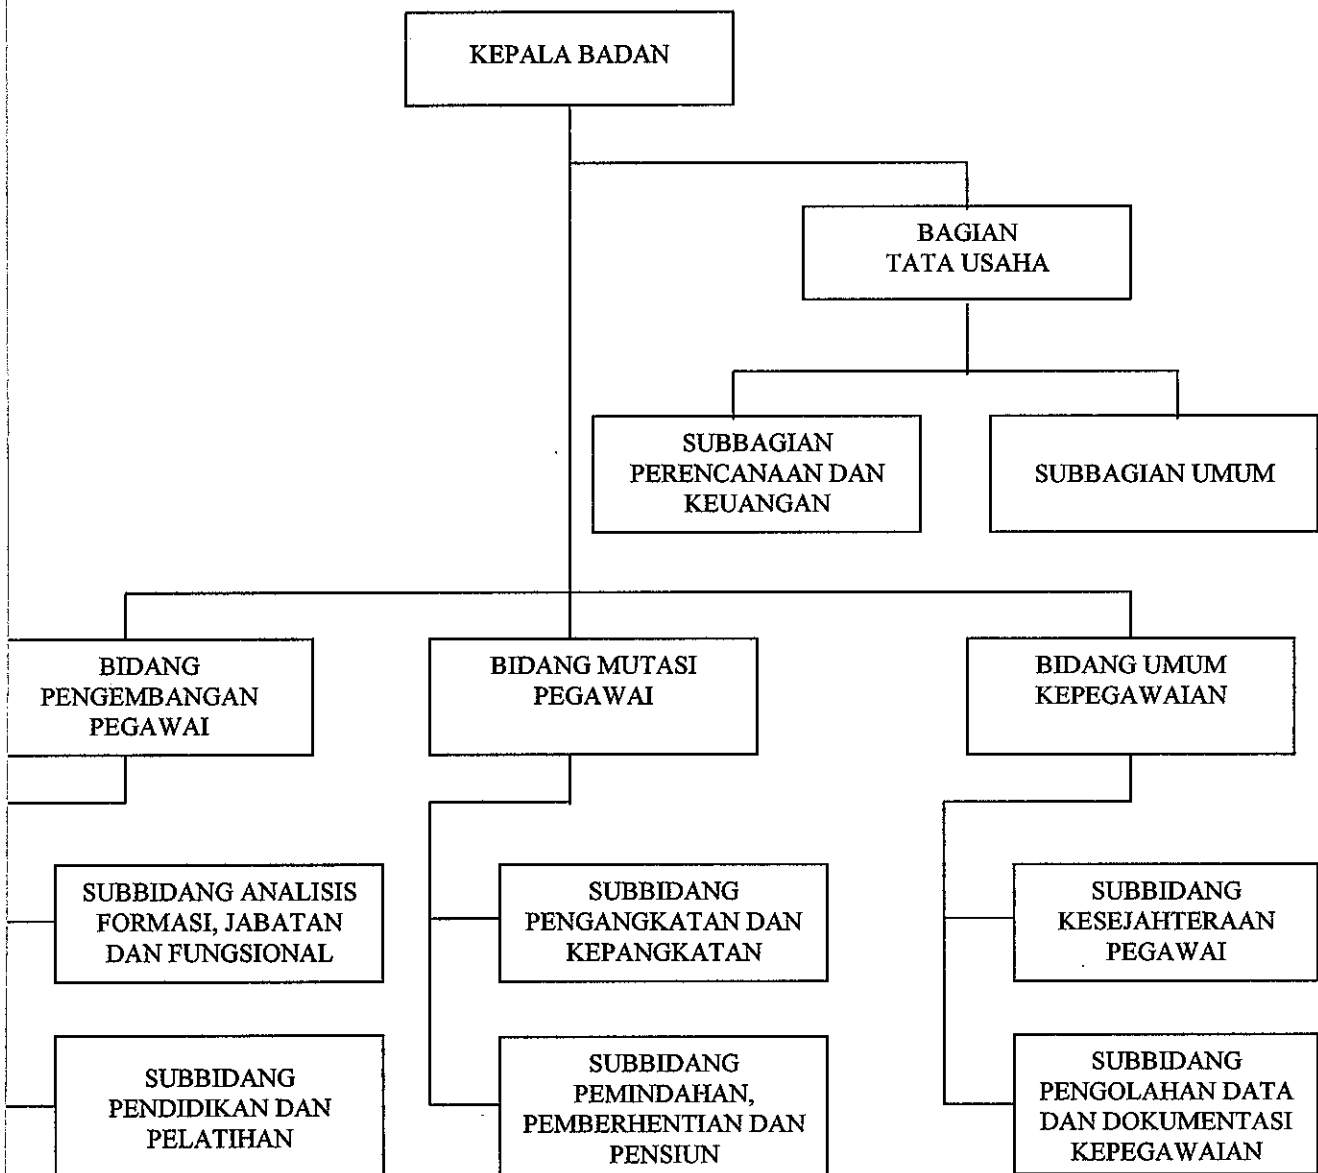 KEPALA BADAN
BAGIAN
TATA USAHA
SUBBAGIAN
PERENCANAAN DAN
KEUANGAN
SUBBAGIAN UMUM
BIDANG
PENGEMBANGAN
PEGAWAI
BIDANG MUTASI
PEGAWAI
BIDANG UMUM
KEPEGAWAIAN
SUBBIDANG ANALISIS
FORMASI, JABATAN
DAN FUNGSIONAL
SUBBIDANG
PENGANGKATAN DAN
KEPANGKATAN
SUBBIDANG
KESEJAHTERAAN
PEGAWAI
SUBBIDANG
PENDIDIKAN DAN
PELATIHAN
SUBBIDANG
PEMINDAHAN,
PEMBERHENTIAN DAN
PENSIUN
SUBBIDANG
PENGOLAHAN DATA
DAN DOKUMENTASI
KEPEGAWAIAN